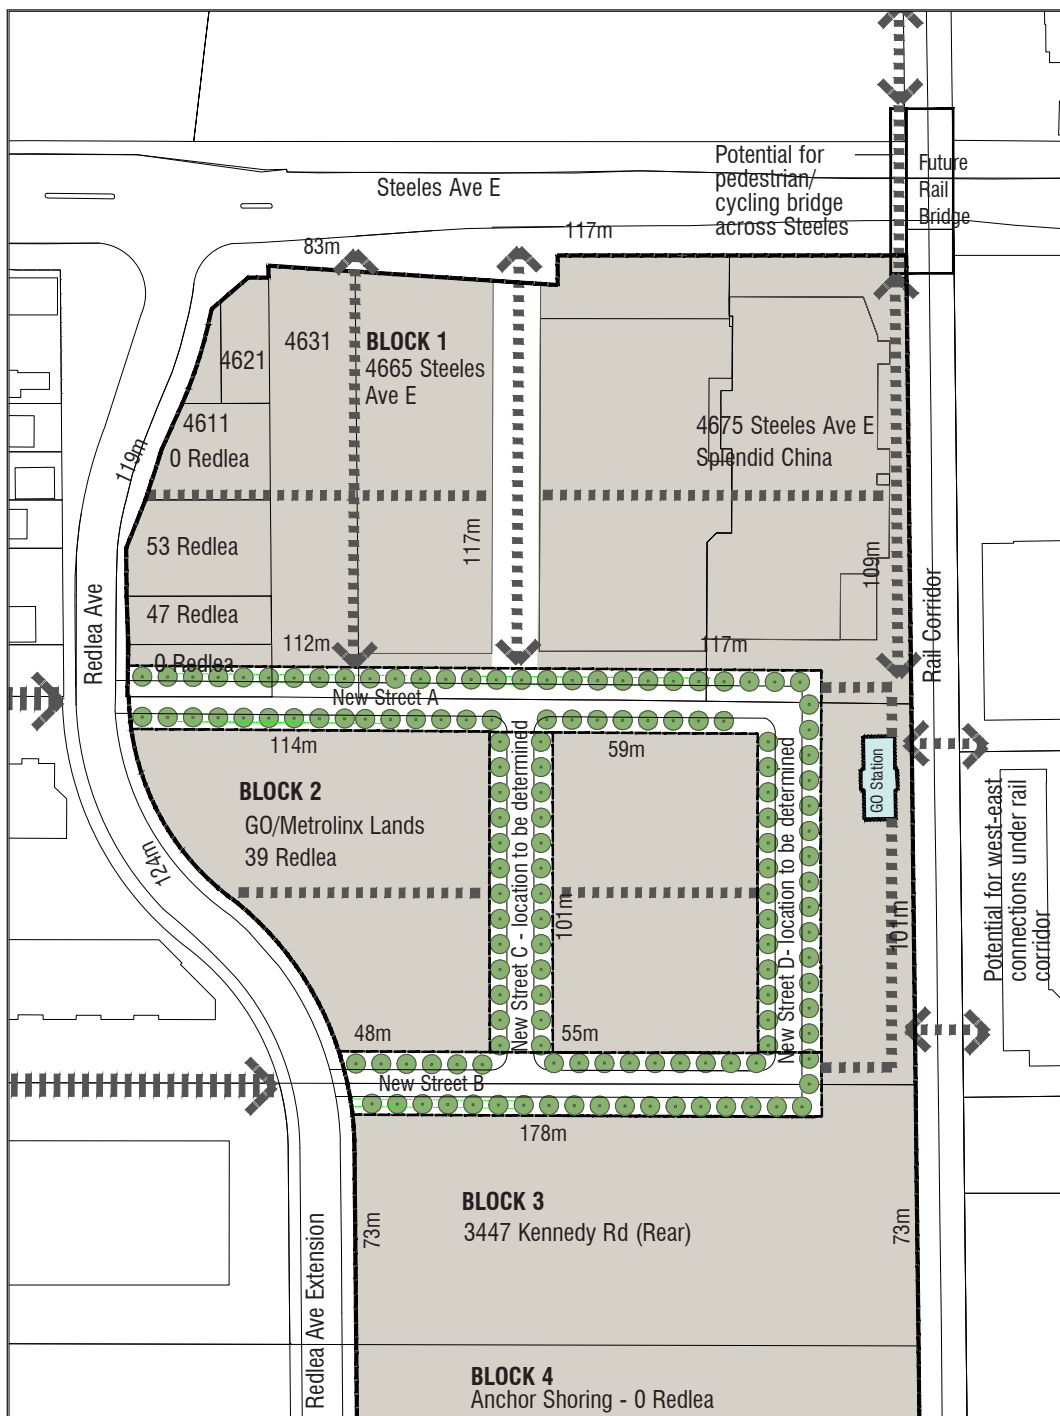 Steeles Ave E
Potential for
pedestrian/
cycling bridge
across Steeles
Future
Rail
Bridge
83m
117m
4621
4631
BLOCK 1
4665 Steeles
Ave E
4611
0 Redlea
119m
4675 Steeles Ave E
Splendid China
53 Redlea
117m
109m
47 Redlea
Redlea Ave
Rail Corridor
112m
117m
0 Redlea
New Street A
114m
59m
BLOCK 2
GO/Metrolinx Lands
39 Redlea
124m
New Street C - location to be determined
101m
New Street D- location to be determined
GO Station
101m
Potential for west-east
connections under rail
corridor
48m
55m
New Street B
178m
BLOCK 3
3447 Kennedy Rd (Rear)
73m
73m
Redlea Ave Extension
BLOCK 4
Anchor Shoring - 0 Redlea